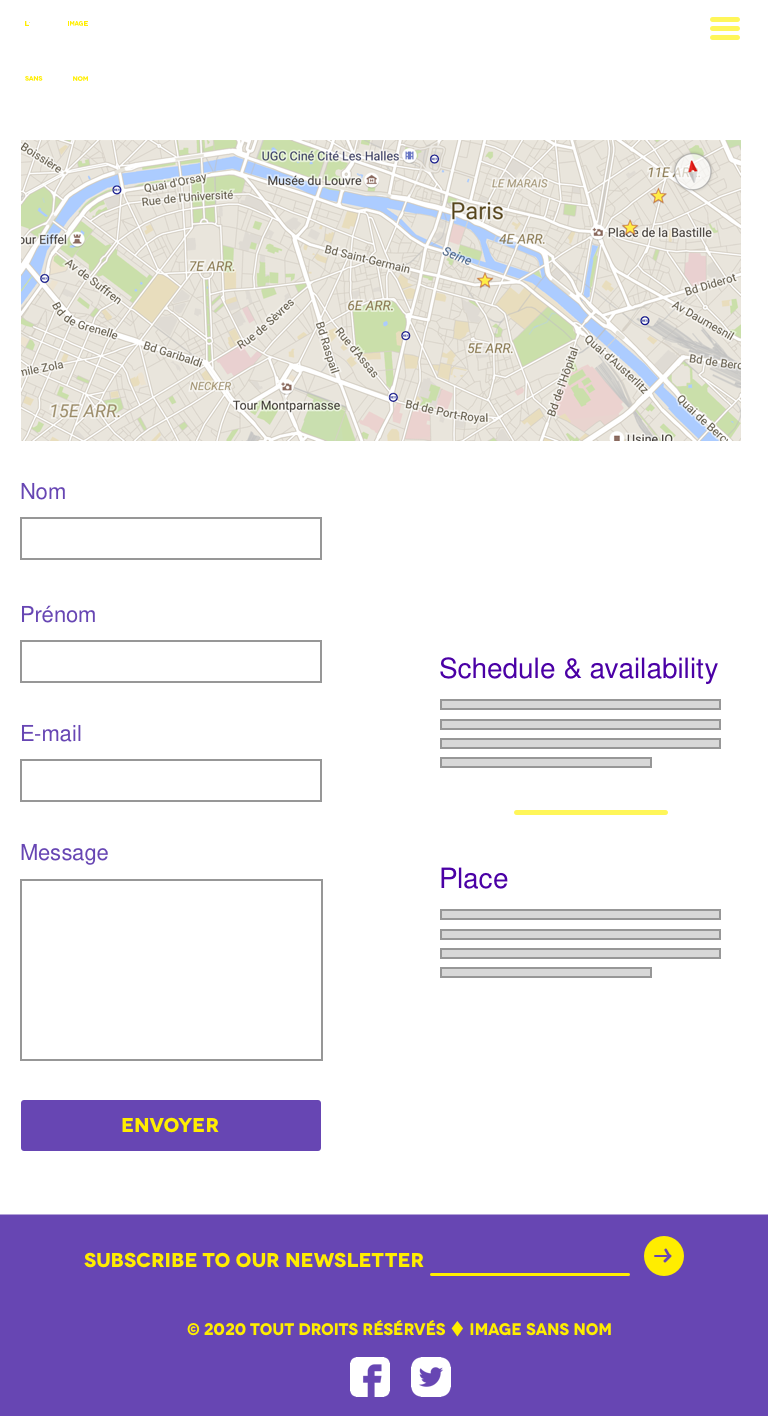 L IMAGE
SANS NOM
Boissière
UGC Ciné Cité Les Halles
Quai d'Orsay
Musée du Louvre
11E ARR.
Rue de l'Université
LE MARAIS
Paris
our Eiffel
4E ARR.
Place de la Bastille
7E ARR.
Bd Saint-Germain
Seine
Av de Suffren
Bd Diderot
6E ARR.
Bd de Grenelle
Rue de Sèvres
Av Daumesnil
Bd Raspail
Rue d'Assas
5E ARR.
Bd Garibaldi
Quai d'Austerlitz
mile Zola
Bd de l'Hôpital
Bd de Berc
NECKER
Tour Montparnasse
15E ARR.
Bd de Port-Royal
Quai de Bercy
Usine IO
Nom
Prénom
E-mail
Message
ENVOYER
Schedule & availability
Place
SUBSCRIBE TO OUR NEWSLETTER
© 2020 TOUT DROITS RÉSÉRVÉS ♦ IMAGE SANS NOM